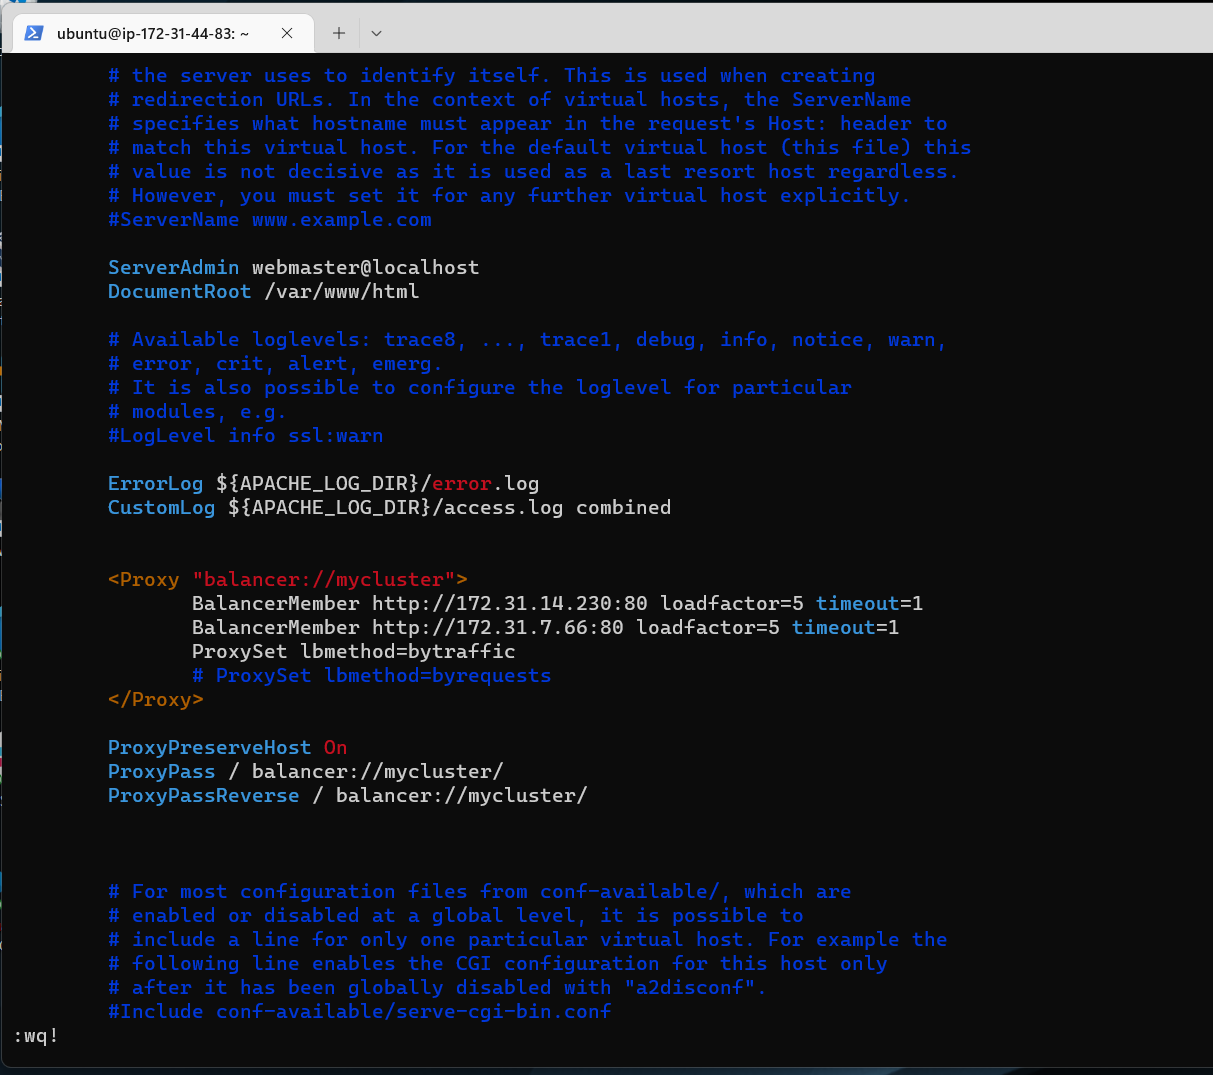 ubuntu@ip-172-31-44-83: ~
# the server uses to identify itself. This is used when creating
# redirection URLs. In the context of virtual hosts, the ServerName
# specifies what hostname must appear in the request's Host: header to
# match this virtual host. For the default virtual host (this file) this
# value is not decisive as it is used as a last resort host regardless.
# However, you must set it for any further virtual host explicitly.
#ServerName www.example.com
ServerAdmin webmaster@localhost
DocumentRoot /var/www/html
# Available loglevels: trace8, ..., trace1, debug, info, notice, warn,
# error, crit, alert, emerg.
# It is also possible to configure the loglevel for particular
# modules, e.g.
#LogLevel info ssl:warn
ErrorLog ${APACHE_LOG_DIR}/error.log
CustomLog ${APACHE_LOG_DIR}/access.log combined
<Proxy "balancer://mycluster">
BalancerMember http://172.31.14.230:80 loadfactor=5 timeout=1
BalancerMember http://172.31.7.66:80 loadfactor=5 timeout=1
ProxySet lbmethod=bytraffic
# ProxySet lbmethod=byrequests
</Proxy>
ProxyPreserveHost On
ProxyPass / balancer://mycluster/
ProxyPassReverse / balancer://mycluster/
# For most configuration files from conf-available/, which are
# enabled or disabled at a global level, it is possible to
# include a line for only one particular virtual host. For example the
# following line enables the CGI configuration for this host only
# after it has been globally disabled with "a2disconf".
#Include conf-available/serve-cgi-bin.conf
:wq!